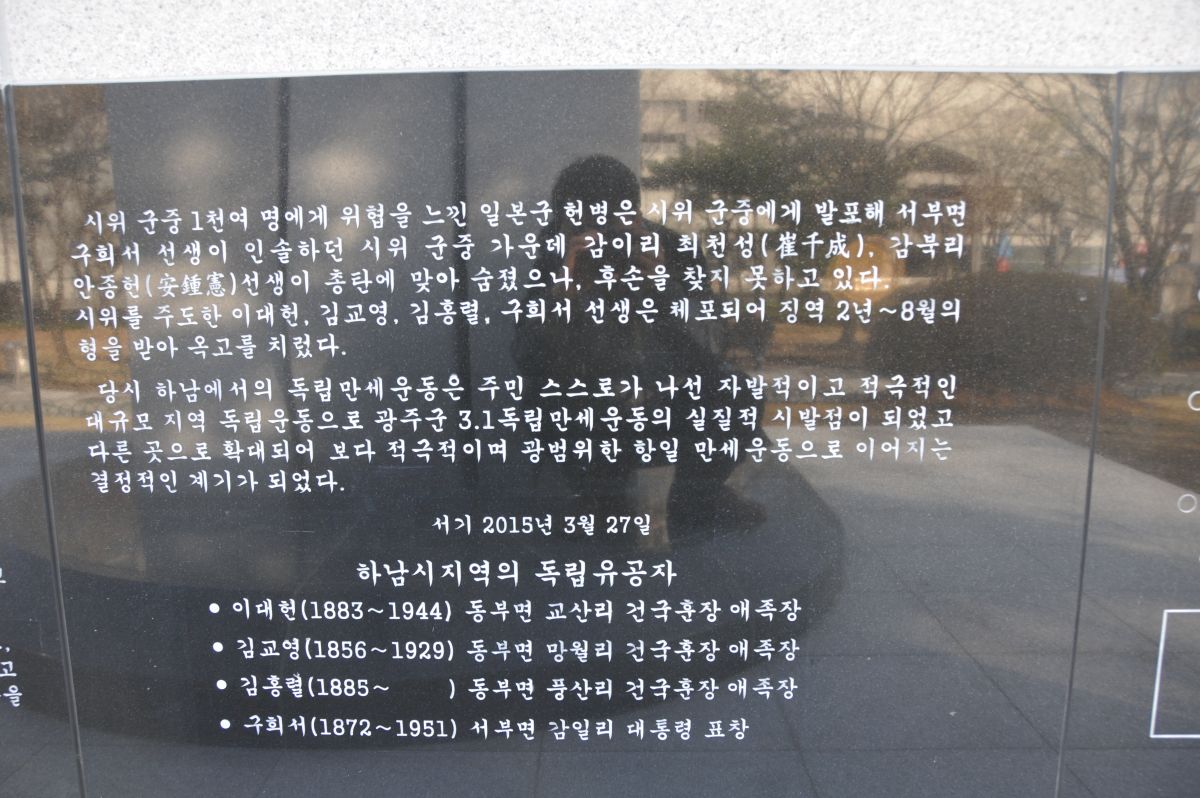 시위 군중 1천여 명에게 위협을 느낀 일본군 헌병은 시위 군중에게 발포해 서부면
구희서 선생이 인솔하던 시위 군중 가운데 감이리 최천성(崔千成), 감북리
안종헌(安鍾憲)선생이 총탄에 맞아 숨졌으나, 후손을 찾지 못하고 있다.
시위를 주도한 이대헌, 김교영, 김홍렬, 구희서 선생은 체포되어 징역 2년~8월의
형을 받아 옥고를 치렀다.
당시 하남에서의 독립만세운동은 주민 스스로가 나선 자발적이고 적극적인
대규모 지역 독립운동으로 광주군 3.1독립만세운동의 실질적 시발점이 되었고
다른 곳으로 확대되어 보다 적극적이며 광범위한 항일 만세운동으로 이어지는
결정적인 계기가 되었다.
서기 2015년 3월 27일
하남시지역의 독립유공자
• 이대헌(1883~1944) 동부면 교산리 건국훈장 애족장
• 김교영(1856~1929) 동부면 망월리 건국훈장 애족장
• 김홍렬(1885~ ) 동부면 풍산리 건국훈장 애족장
• 구희서(1872~1951) 서부면 감일리 대통령 표창